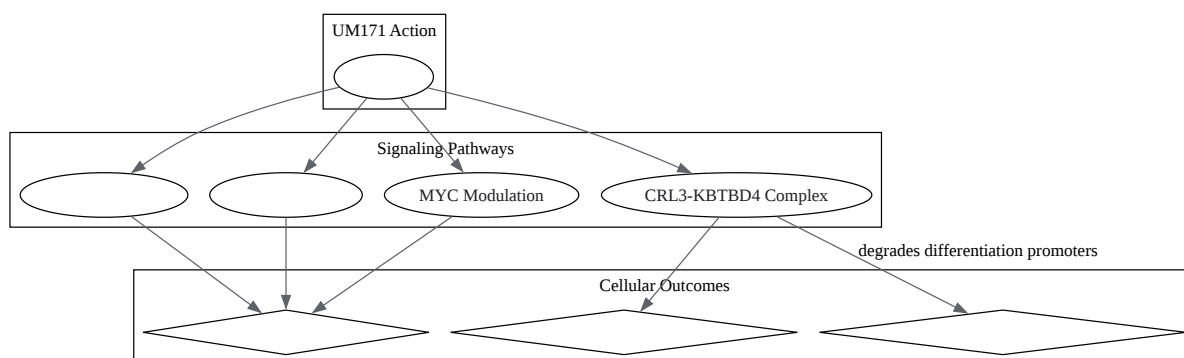 UM171 Action
Signaling Pathways
MYC Modulation
CRL3-KBTBD4 Complex
degrades differentiation promoters
Cellular Outcomes